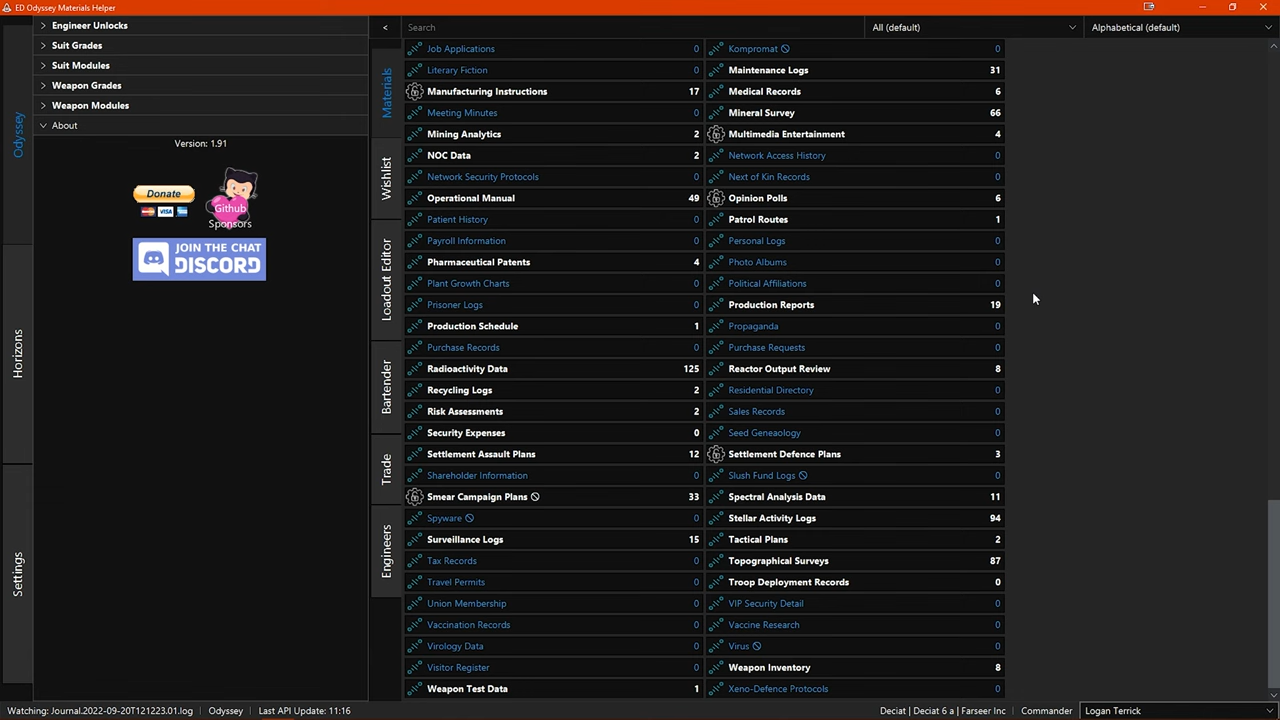 ED Odyssey Materials Helper
Odyssey
Horizons
Settings
Engineer Unlocks
Suit Grades
Suit Modules
Weapon Grades
Weapon Modules
About
Version: 1.91
Donate
VISA
Github
Sponsors
JOIN THE CHAT
DISCORD
<
Materials
Wishlist
Loadout Editor
Bartender
Trade
Engineers
Search All (default) Alphabetical (default)
Job Applications 0 Kompromat 0
Literary Fiction 0 Maintenance Logs 31
Manufacturing Instructions 17 Medical Records 6
Meeting Minutes 0 Mineral Survey 66
Mining Analytics 2 Multimedia Entertainment 4
NOC Data 2 Network Access History 0
Network Security Protocols 0 Next of Kin Records 0
Operational Manual 49 Opinion Polls 6
Patient History 0 Patrol Routes 1
Payroll Information 0 Personal Logs 0
Pharmaceutical Patents 4 Photo Albums 0
Plant Growth Charts 0 Political Affiliations 0
Prisoner Logs 0 Production Reports 19
Production Schedule 1 Propaganda 0
Purchase Records 0 Purchase Requests 0
Radioactivity Data 125 Reactor Output Review 8
Recycling Logs 2 Residential Directory 0
Risk Assessments 2 Sales Records 0
Security Expenses 0 Seed Geneaology 0
Settlement Assault Plans 12 Settlement Defence Plans 3
Shareholder Information 0 Slush Fund Logs 0
Smear Campaign Plans 33 Spectral Analysis Data 11
Spyware 0 Stellar Activity Logs 94
Surveillance Logs 15 Tactical Plans 2
Tax Records 0 Topographical Surveys 87
Travel Permits 0 Troop Deployment Records 0
Union Membership 0 VIP Security Detail 0
Vaccination Records 0 Vaccine Research 0
Virology Data 0 Virus 0
Visitor Register 0 Weapon Inventory 8
Weapon Test Data 1 Xeno-Defence Protocols 0
Watching: Journal.2022-09-20T121223.01.log Odyssey Last API Update: 11:16 Deciat | Deciat 6 a | Farseer Inc Commander Logan Terrick